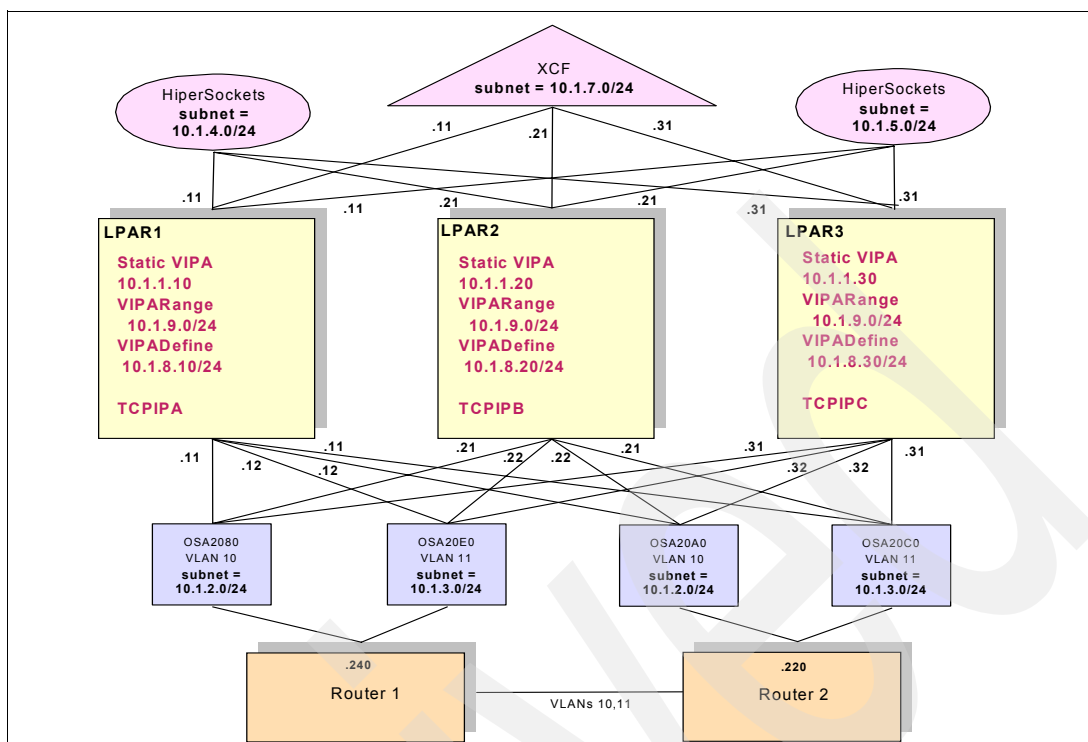 XCF
subnet = 10.1.7.0/24
HiperSockets
subnet =
10.1.4.0/24
HiperSockets
subnet =
10.1.5.0/24
.11
.21
.31
.11
.11
.21
.21
.31
.31
LPAR1
Static VIPA
10.1.1.10
VIPARange
10.1.9.0/24
VIPADefine
10.1.8.10/24
TCPIPA
LPAR2
Static VIPA
10.1.1.20
VIPARange
10.1.9.0/24
VIPADefine
10.1.8.20/24
TCPIPB
LPAR3
Static VIPA
10.1.1.30
VIPARange
10.1.9.0/24
VIPADefine
10.1.8.30/24
TCPIPC
.11
.12
.12
.11
.21
.22
.22
.21
.31
.32
.32
.31
OSA2080
VLAN 10
subnet =
10.1.2.0/24
OSA20E0
VLAN 11
subnet =
10.1.3.0/24
OSA20A0
VLAN 10
subnet =
10.1.2.0/24
OSA20C0
VLAN 11
subnet =
10.1.3.0/24
.240
Router 1
VLANs 10,11
.220
Router 2